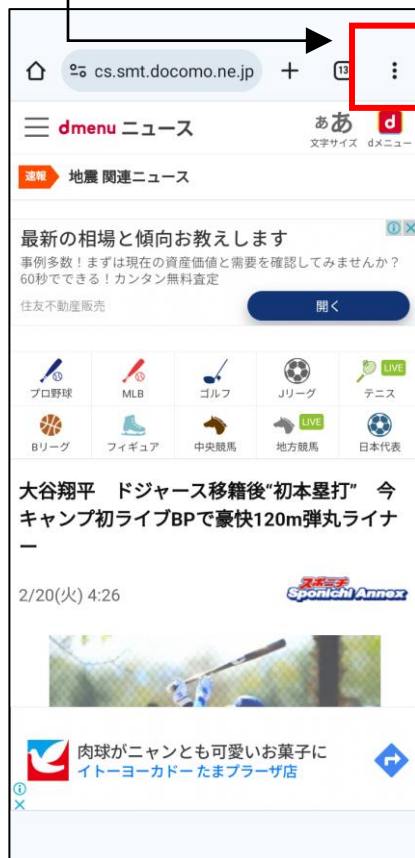 cs.smt.docomo.ne.jp
13
dmenu ニュース
ああ
文字サイズ
d
dメニュー
速報
地震 関連ニュース
最新の相場と傾向お教えします
事例多数！まずは現在の資産価値と需要を確認してみませんか？
60秒でできる！カンタン無料査定
住友不動産販売
開く
LIVE
プロ野球
MLB
ゴルフ
Jリーグ
テニス
LIVE
Bリーグ
フィギュア
中央競馬
地方競馬
日本代表
大谷翔平　ドジャース移籍後“初本塁打”　今
キャンプ初ライブBPで豪快120m弾丸ライナ
ー
2/20(火) 4:26
スポーチ
Sponichi Annex
肉球がニャンとも可愛いお菓子に
イトーヨーカドー たまプラーザ店